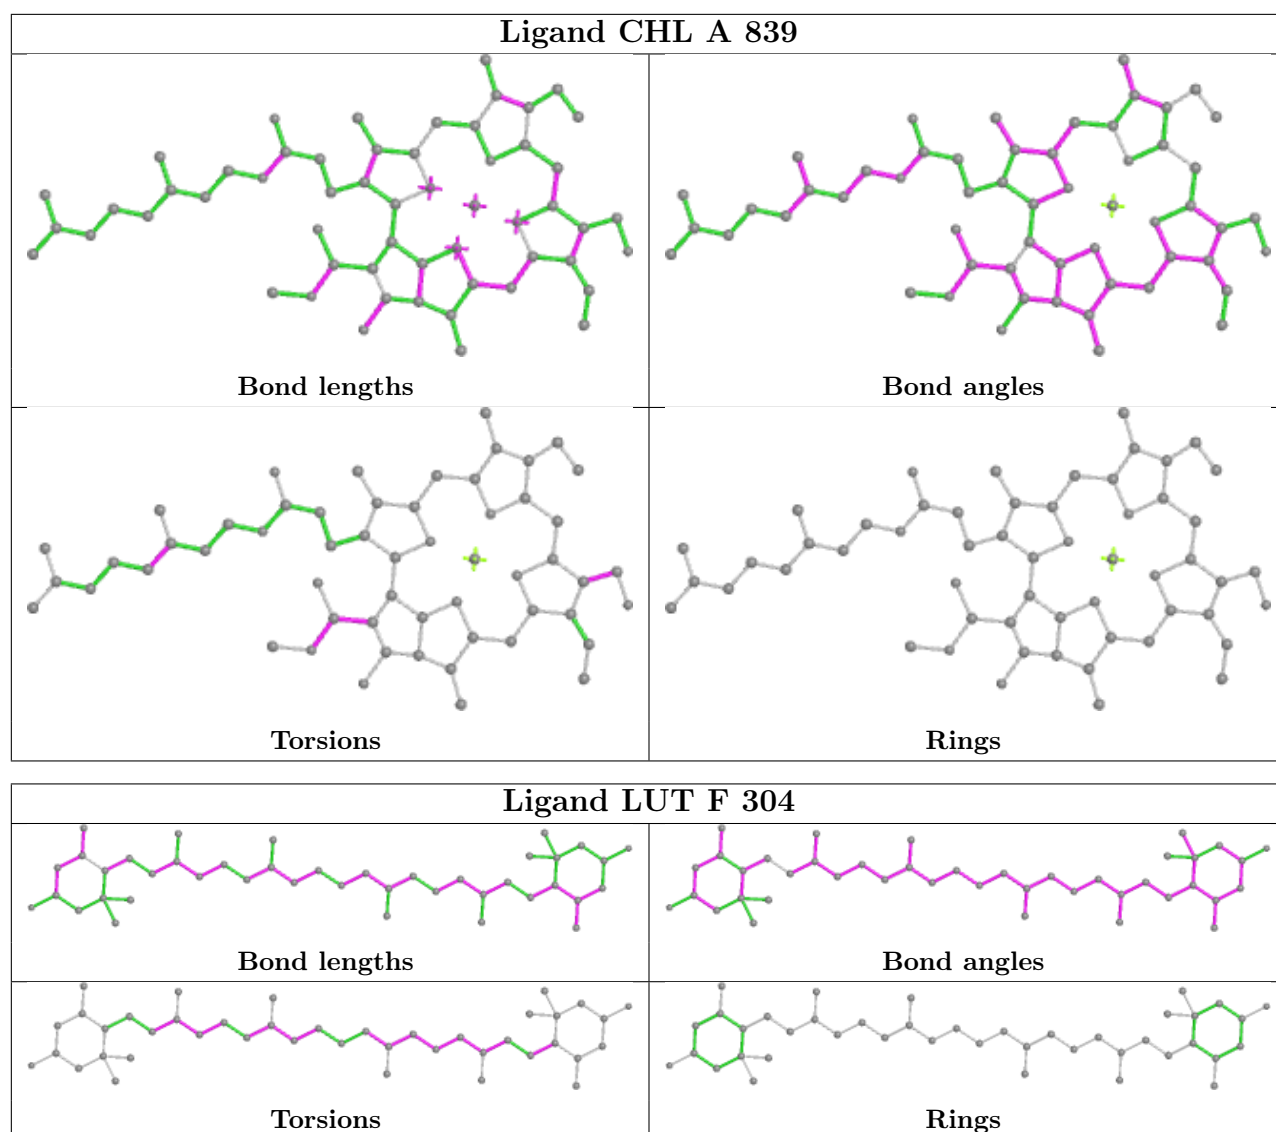 Ligand CHL A 839
Bond lengths
Bond angles
Torsions
Rings
Ligand LUT F 304
Bond lengths
Bond angles
Torsions
Rings